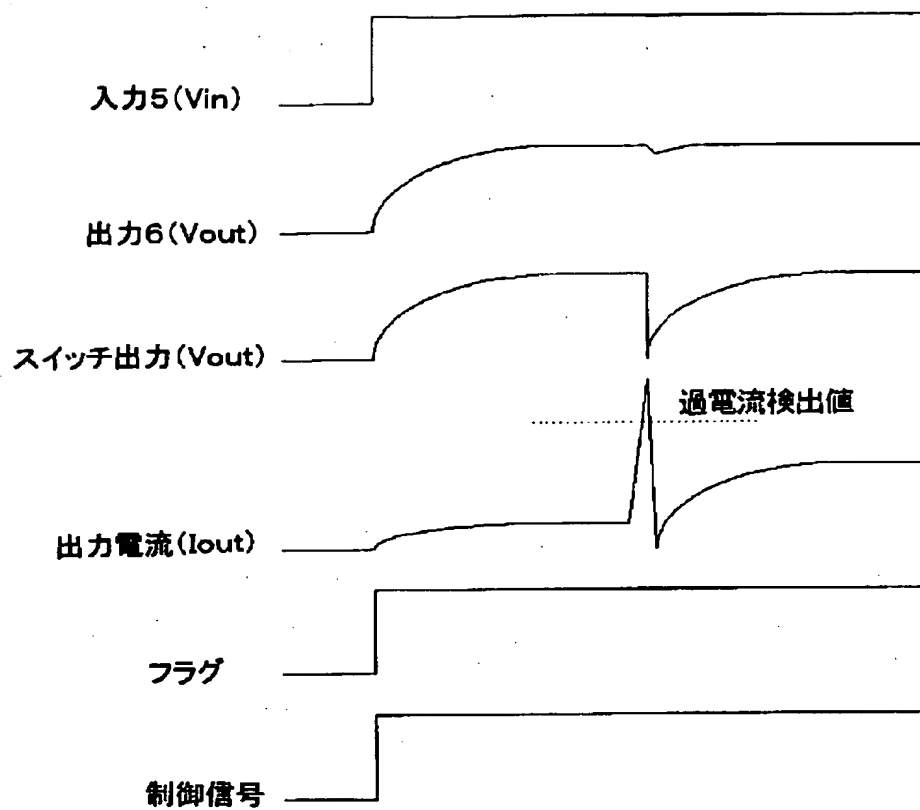 入力5(Vin)
出力6(Vout)
スイッチ出力(Vout)
過電流検出値
出力電流(Iout)
フラグ
制御信号